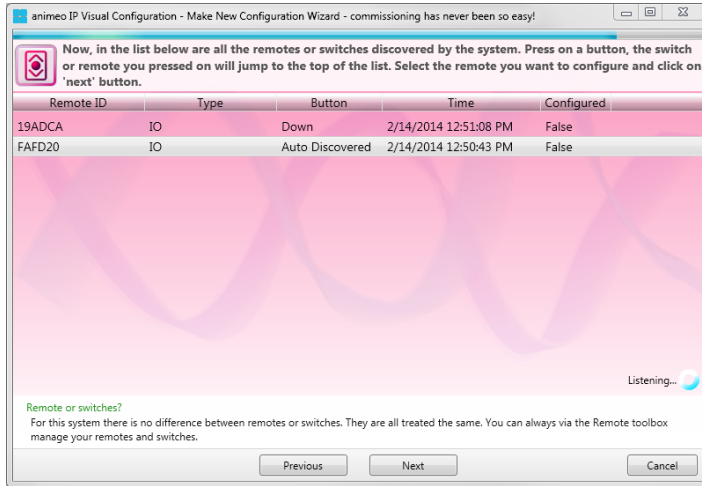 animeo IP Visual Configuration - Make New Configuration Wizard - commissioning has never been so easy!
Now, in the list below are all the remotes or switches discovered by the system. Press on a button, the switch
or remote you pressed on will jump to the top of the list. Select the remote you want to configure and click on
'next' button.
Remote ID Type Button Time Configured
19ADCA IO Down 2/14/2014 12:51:08 PM False
FAFD20 IO Auto Discovered 2/14/2014 12:50:43 PM False
Listening...
Remote or switches?
For this system there is no difference between remotes or switches. They are all treated the same. You can always via the Remote toolbox
manage your remotes and switches.
Previous Next Cancel